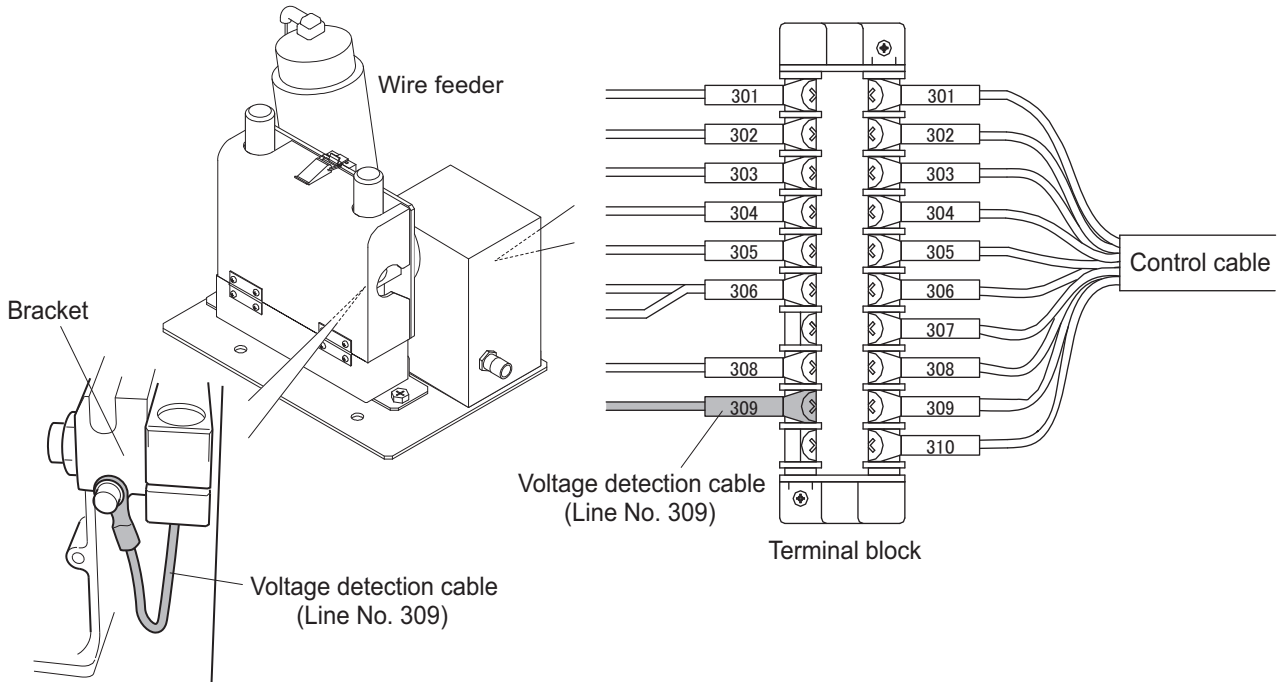 Wire feeder
Bracket
Voltage detection cable
(Line No. 309)
301
302
303
304
305
306
308
309
301
302
303
304
305
306
307
308
309
310
Control cable
Voltage detection cable
(Line No. 309)
Terminal block